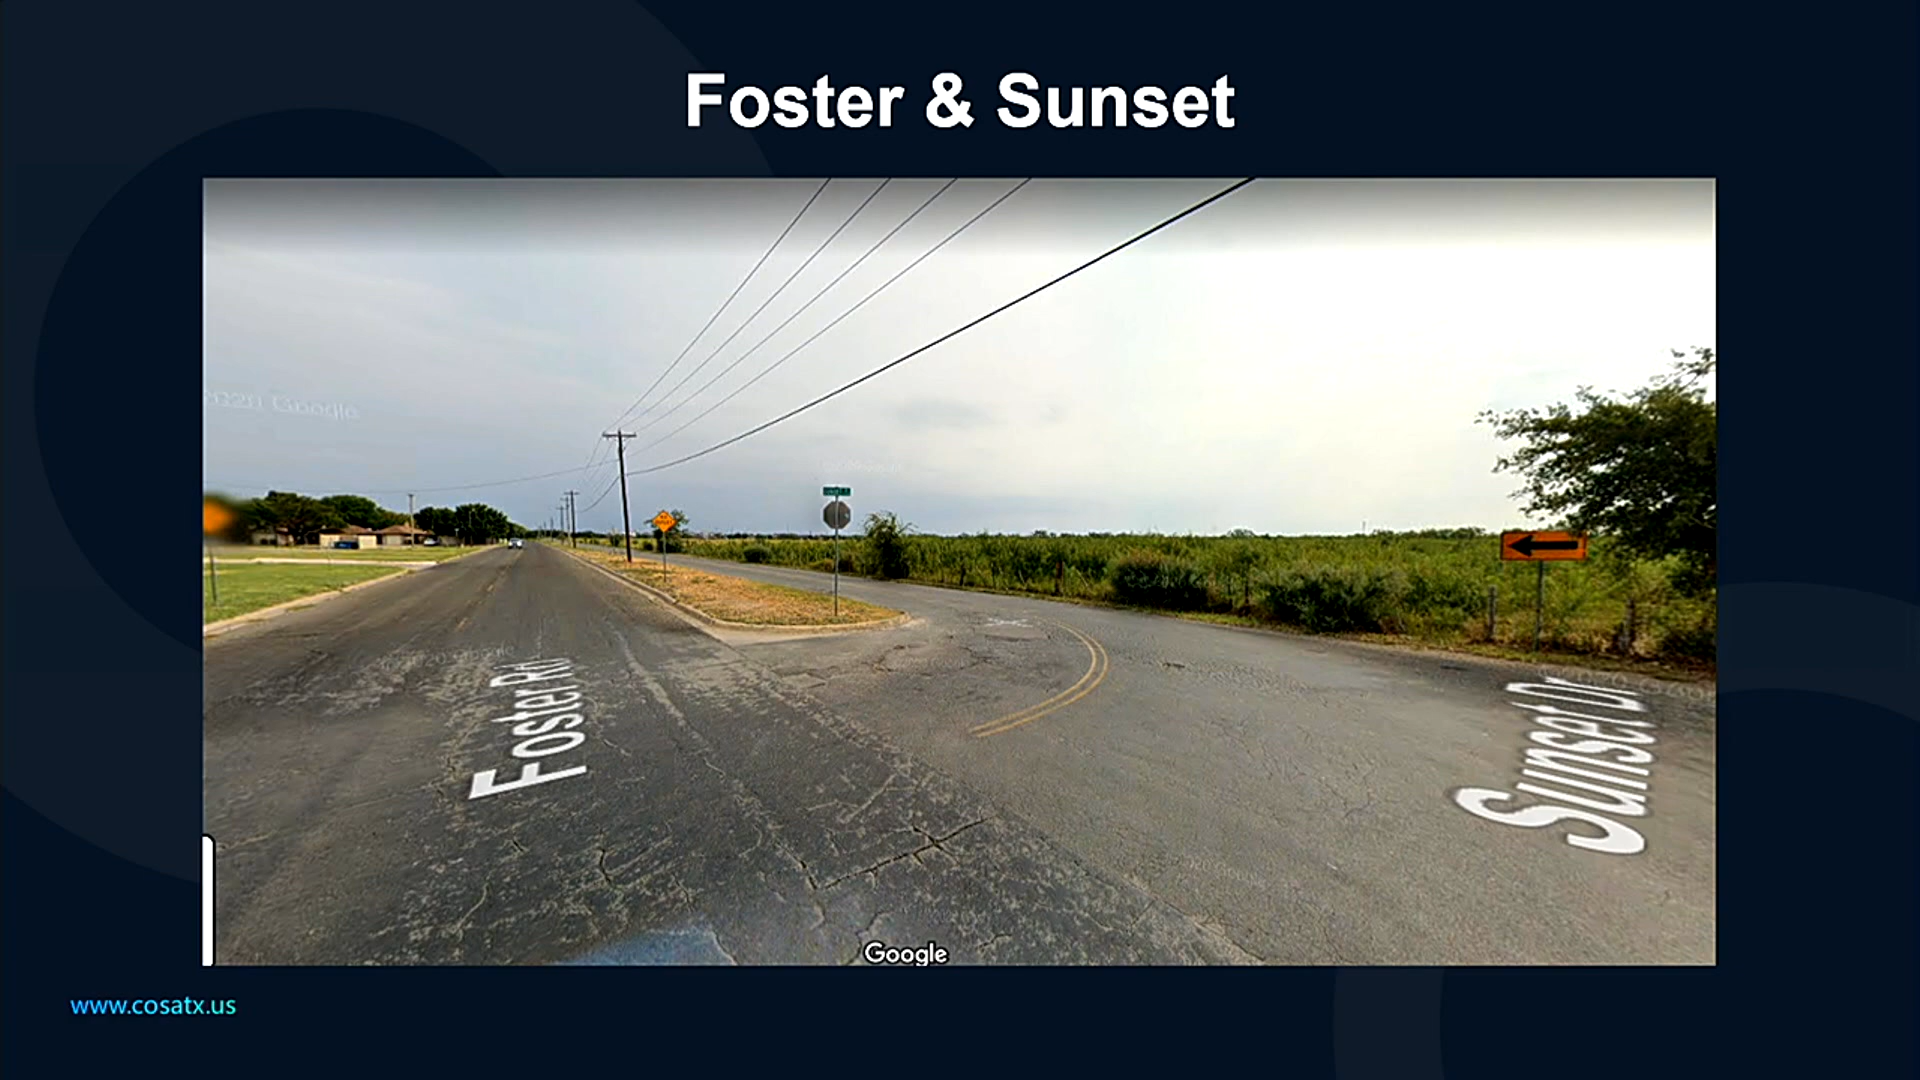 Foster & Sunset
Foster Rd
Sunset Dr
Google
www.cosatx.us